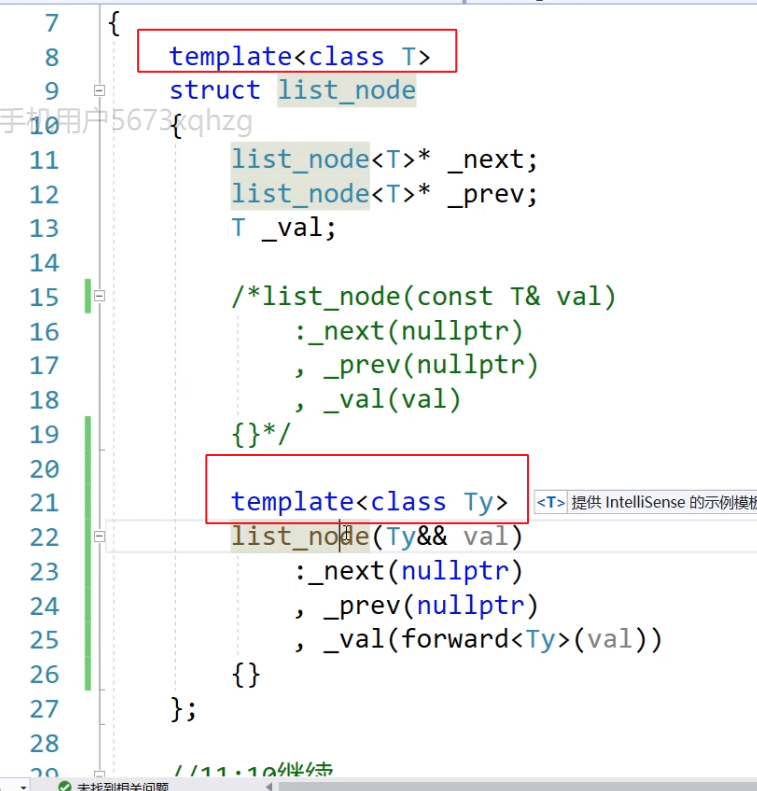 7 {
8 template<class T>
9 struct list_node
手机用户5673xqhzg
10 {
11 list_node<T>* _next;
12 list_node<T>* _prev;
13 T _val;
14
15 /*list_node(const T& val)
16 :_next(nullptr)
17 , _prev(nullptr)
18 , _val(val)
19 {}*/
20
21 template<class Ty> <T> 提供 IntelliSense 的示例模板
22 list_node(Ty&& val)
23 :_next(nullptr)
24 , _prev(nullptr)
25 , _val(forward<Ty>(val))
26 {}
27 };
28
29 //11:10继续
未找到相关问题